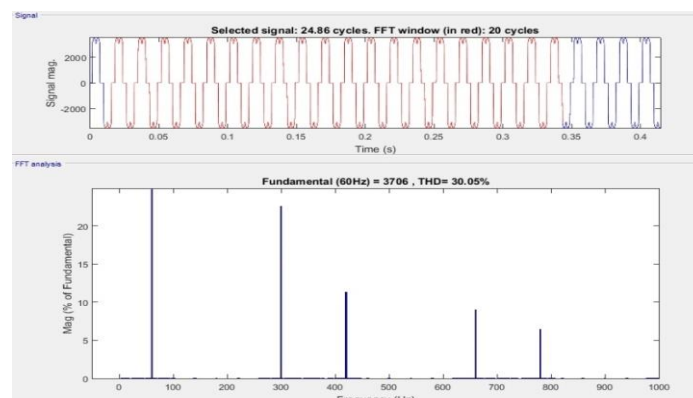 Signal
Selected signal: 24.86 cycles. FFT window (in red): 20 cycles
Signal mag.
2000
0
-2000
0 0.05 0.1 0.15 0.2 0.25 0.3 0.35 0.4
Time (s)
FFT analysis
Fundamental (60Hz) = 3706 , THD= 30.05%
Mag (% of Fundamental)
20
15
10
5
0
0 100 200 300 400 500 600 700 800 900 1000